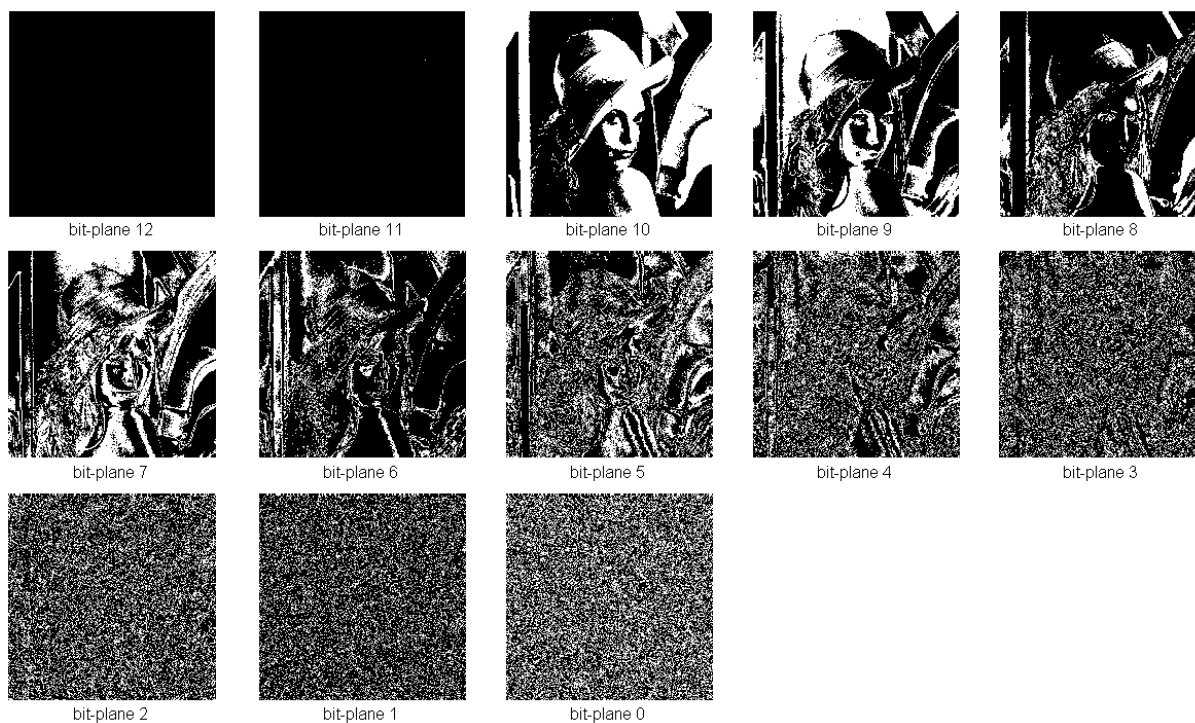 bit-plane 12
bit-plane 11
bit-plane 10
bit-plane 9
bit-plane 8
bit-plane 7
bit-plane 6
bit-plane 5
bit-plane 4
bit-plane 3
bit-plane 2
bit-plane 1
bit-plane 0